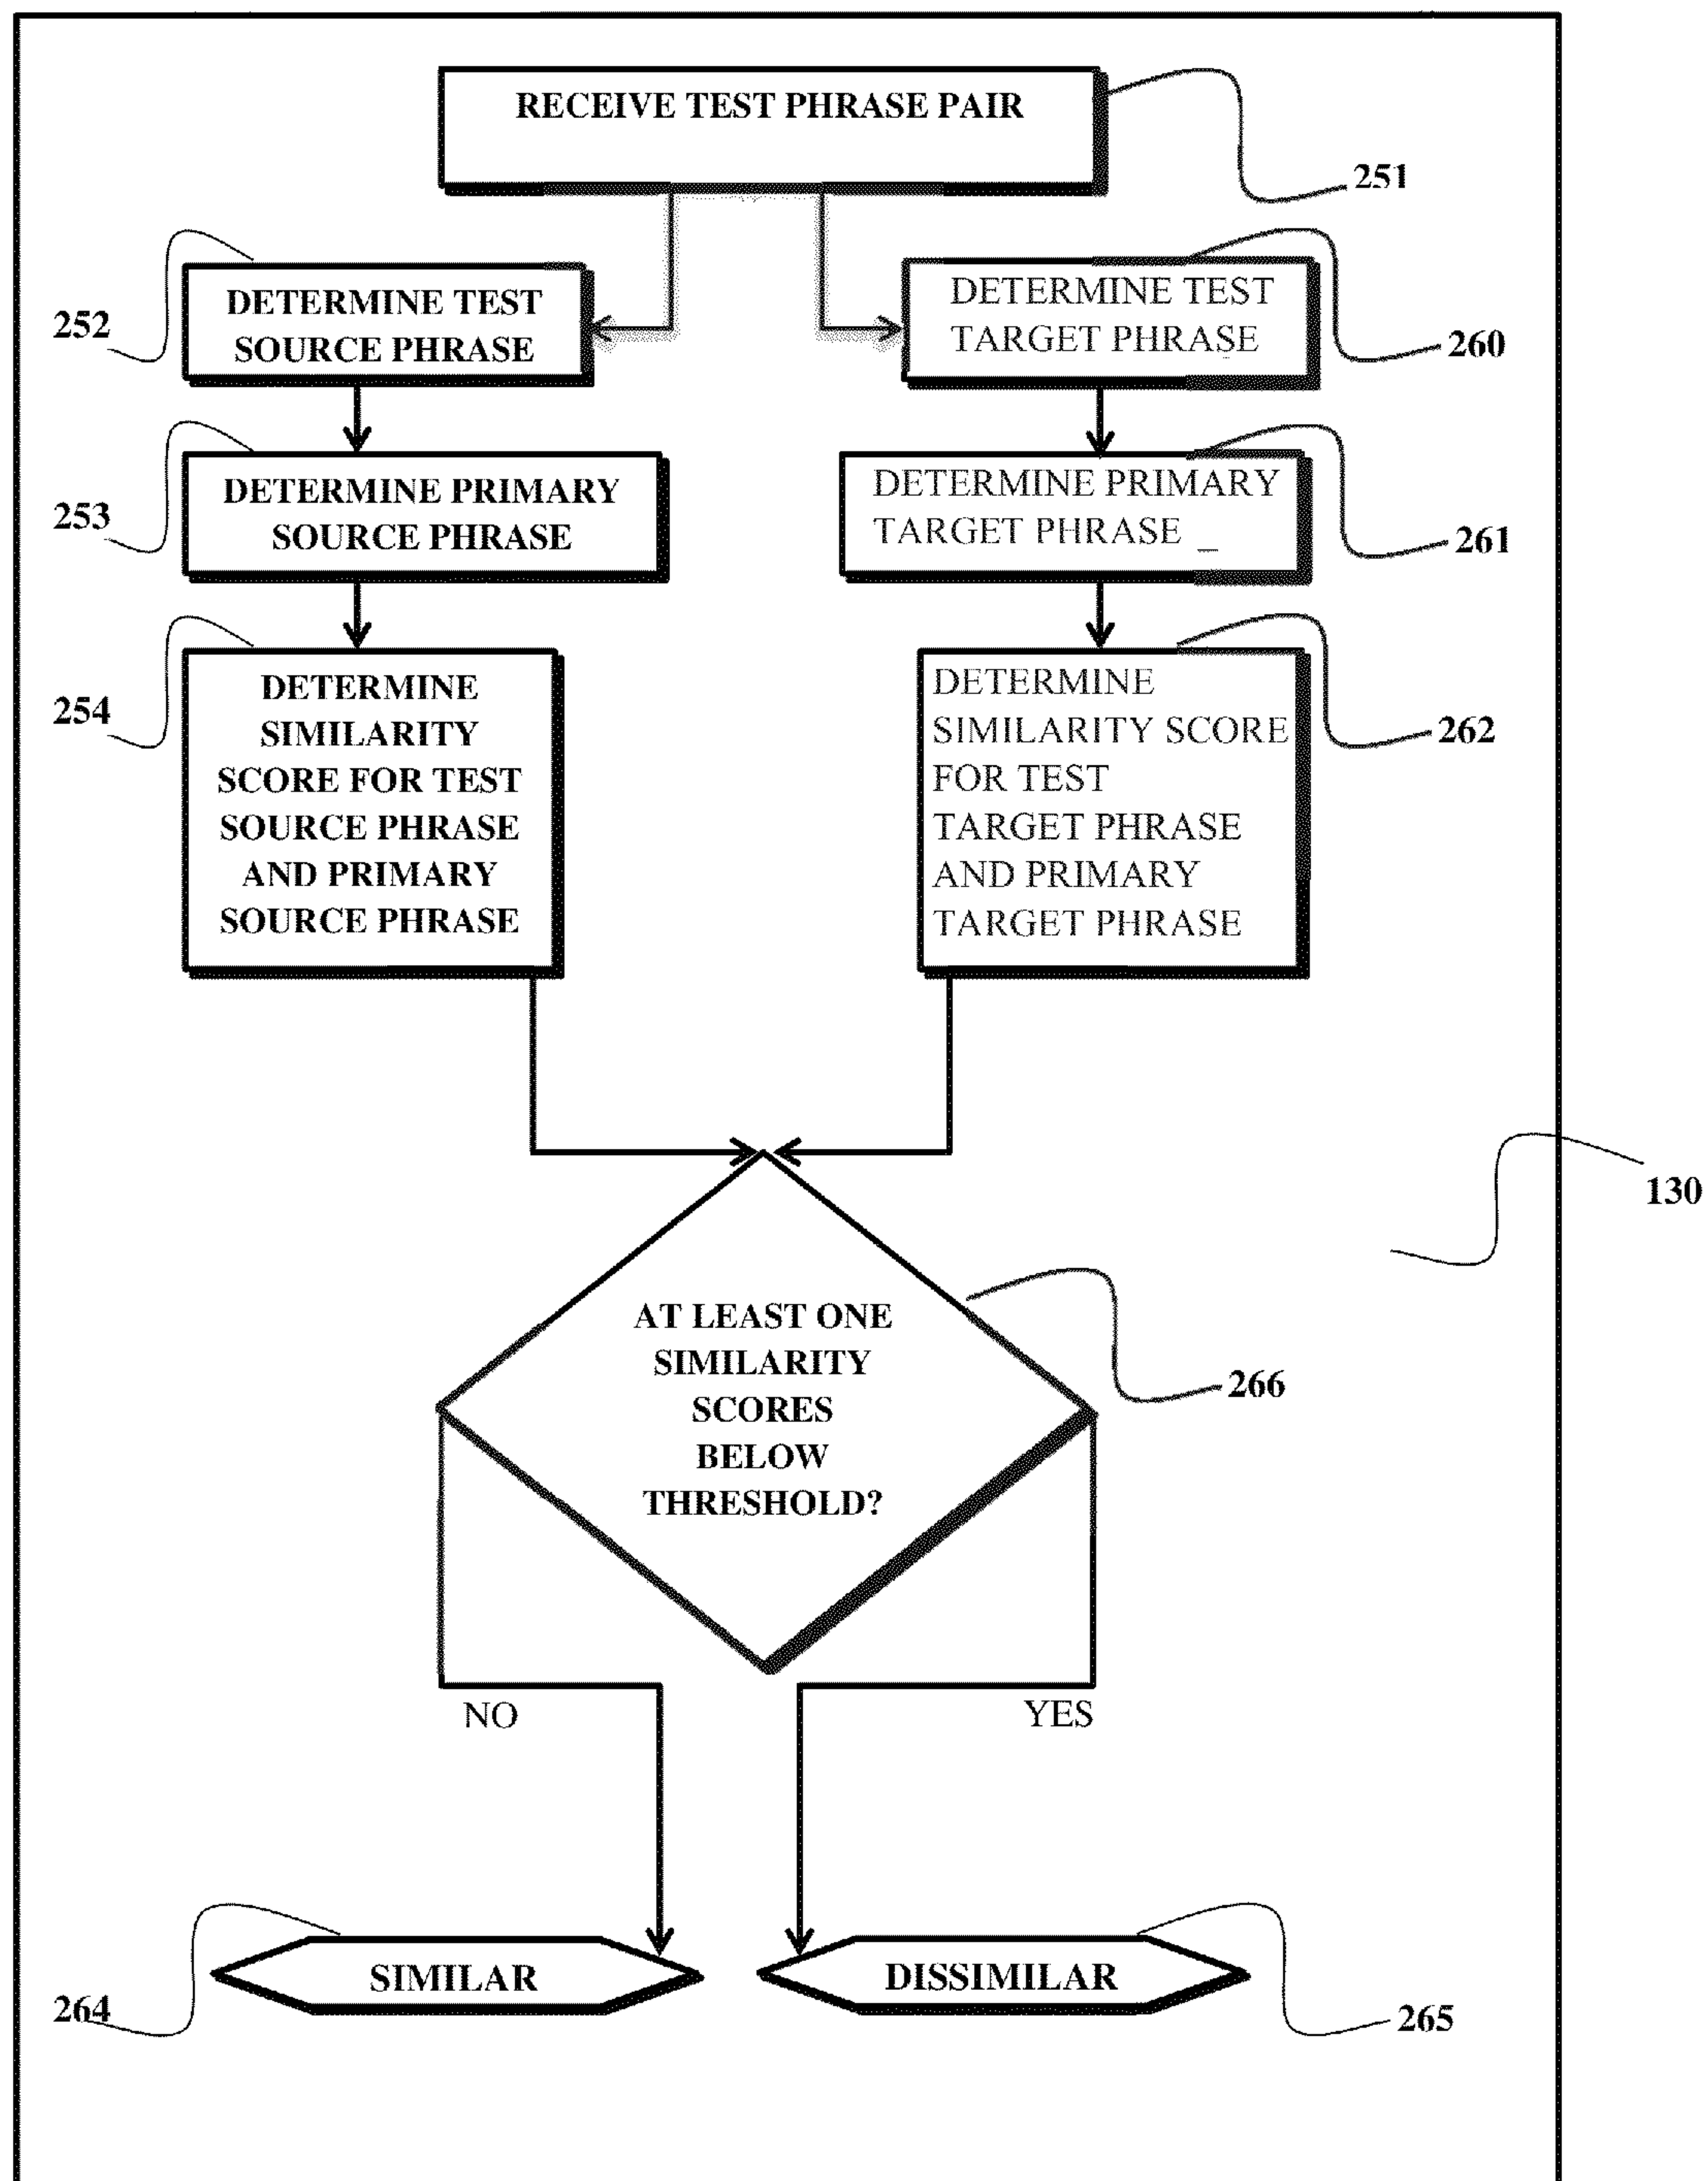 RECEIVE TEST PHRASE PAIR
251
252
DETERMINE TEST
SOURCE PHRASE
DETERMINE TEST
TARGET PHRASE
260
253
DETERMINE PRIMARY
SOURCE PHRASE
DETERMINE PRIMARY
TARGET PHRASE
261
254
DETERMINE
SIMILARITY
SCORE FOR TEST
SOURCE PHRASE
AND PRIMARY
SOURCE PHRASE
DETERMINE
SIMILARITY SCORE
FOR TEST
TARGET PHRASE
AND PRIMARY
TARGET PHRASE
262
130
AT LEAST ONE
SIMILARITY
SCORES
BELOW
THRESHOLD?
266
NO
YES
264
SIMILAR
DISSIMILAR
265